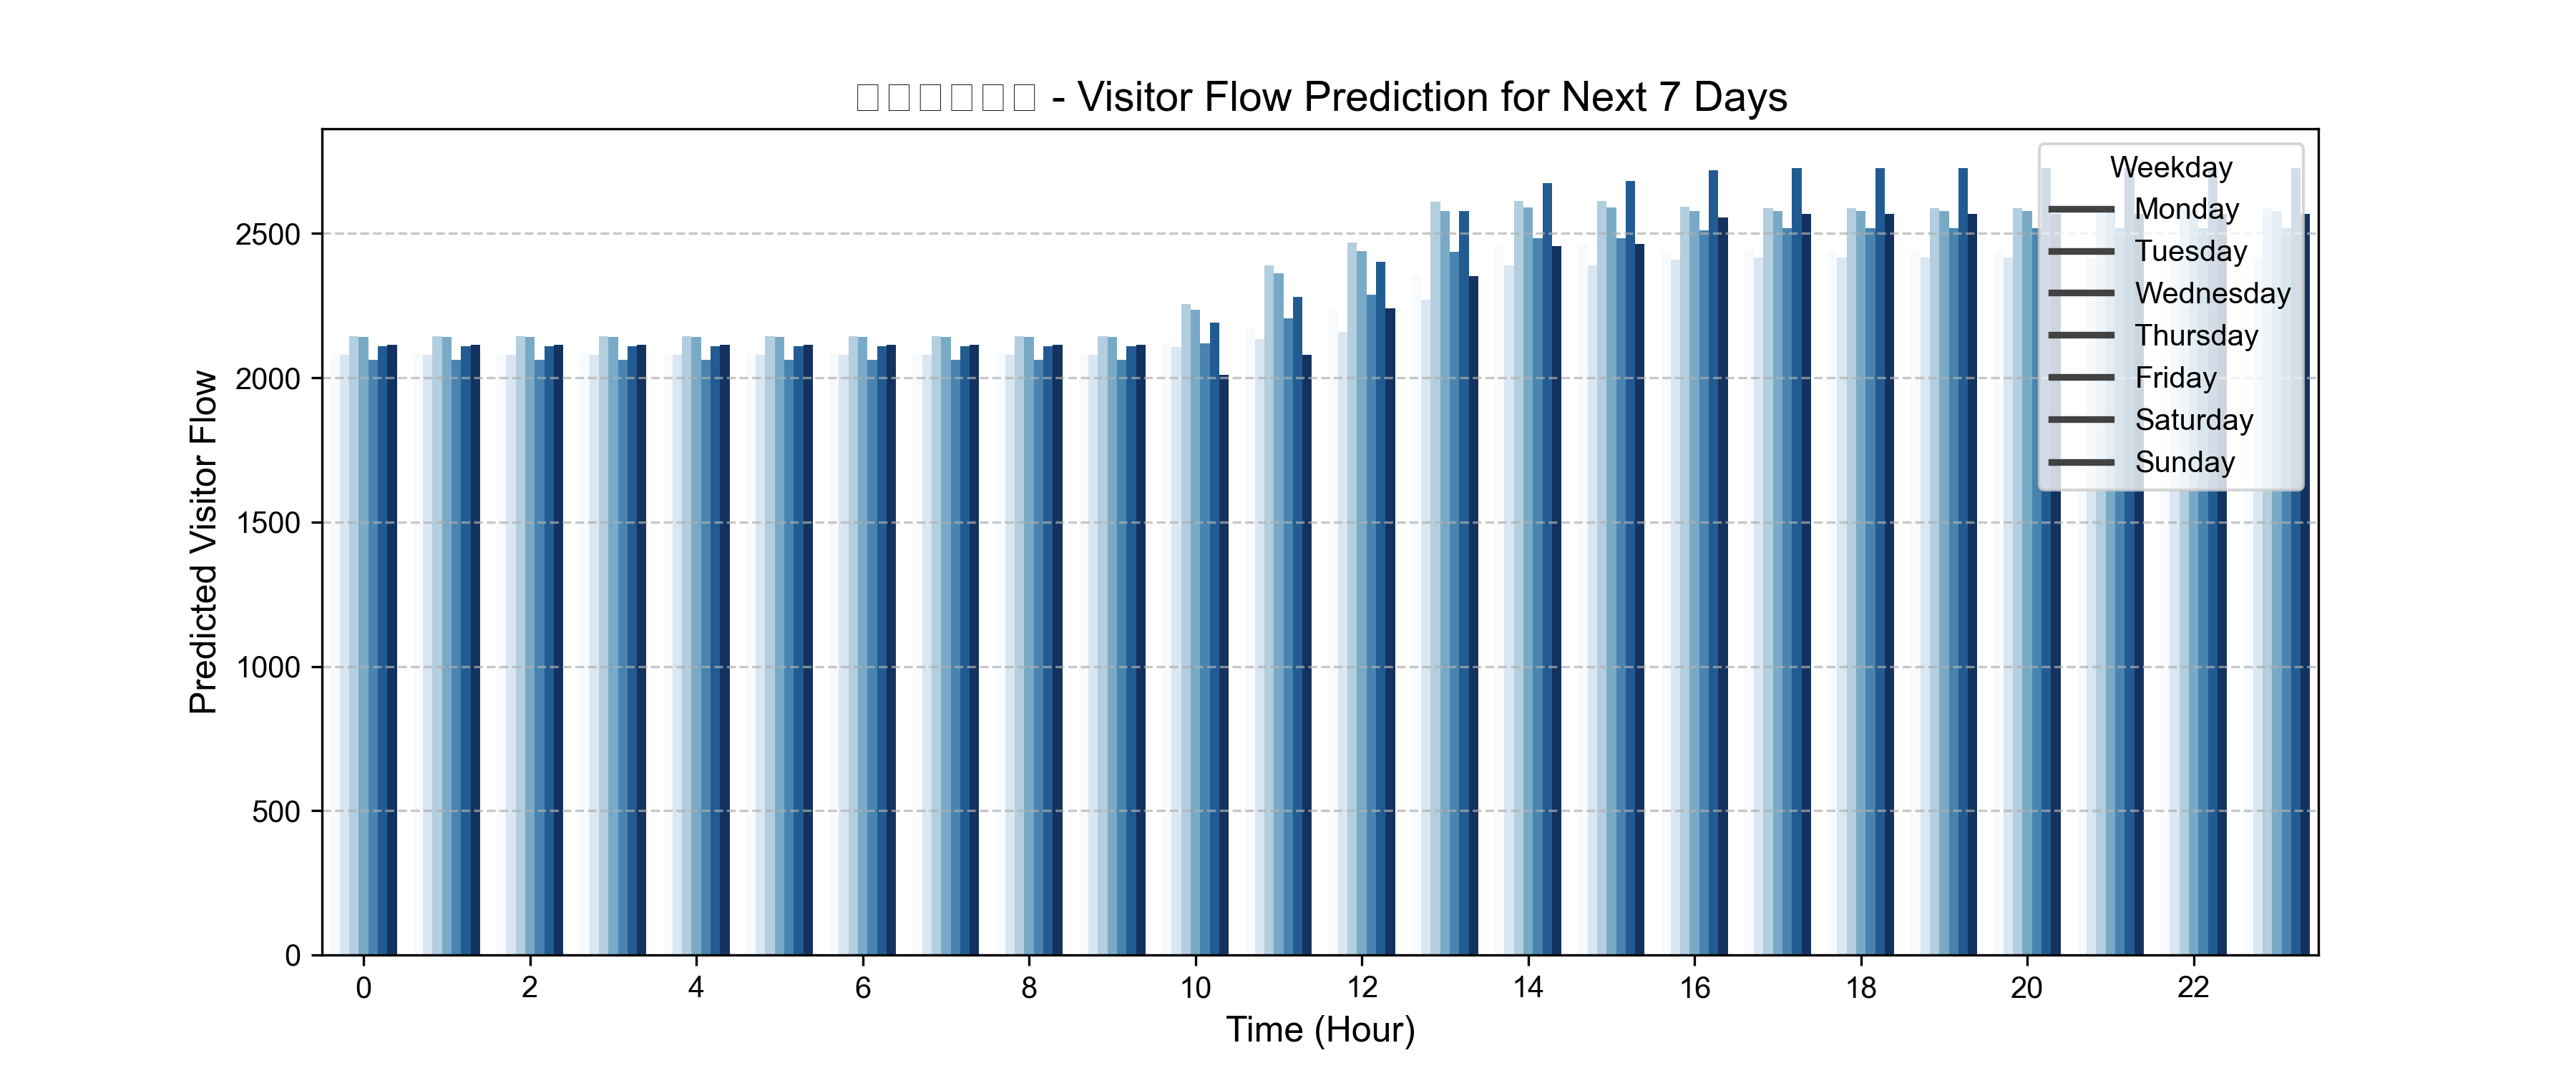 - Visitor Flow Prediction for Next 7 Days
Weekday
Monday
Tuesday
Wednesday
Thursday
Friday
Saturday
Sunday
Predicted Visitor Flow
2500
2000
1500
1000
500
0
0 2 4 6 8 10 12 14 16 18 20 22
Time (Hour)